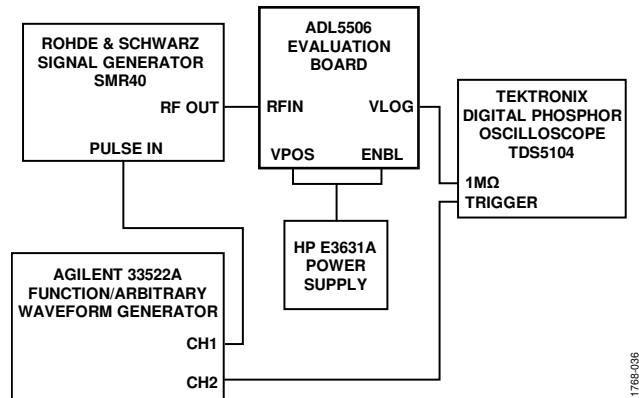 ROHDE & SCHWARZ
SIGNAL GENERATOR
SMR40
RF OUT
PULSE IN
ADL5506
EVALUATION
BOARD
RFIN
VLOG
VPOS
ENBL
TEKTRONIX
DIGITAL PHOSPHOR
OSCILLOSCOPE
TDS5104
1MΩ
TRIGGER
HP E3631A
POWER
SUPPLY
AGILENT 33522A
FUNCTION/ARBITRARY
WAVEFORM GENERATOR
CH1
CH2
1768-036